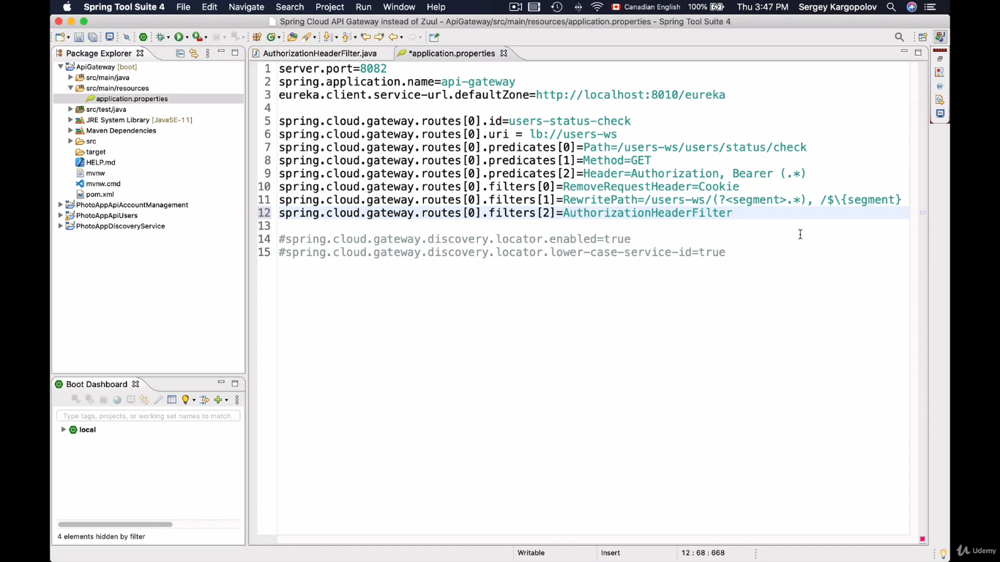 Spring Tool Suite 4 File Edit Navigate Search Project Run Window Help Canadian English 100% Thu 3:47 PM Sergey Kargopolov
Spring Cloud API Gateway instead of Zuul - ApiGateway/src/main/resources/application.properties - Spring Tool Suite 4
Package Explorer
ApiGateway [boot]
src/main/java
src/main/resources
application.properties
src/test/java
JRE System Library [JavaSE-11]
Maven Dependencies
src
target
HELP.md
mvnw
mvnw.cmd
pom.xml
PhotoAppApiAccountManagement
PhotoAppApiUsers
PhotoAppDiscoveryService
Boot Dashboard
Type tags, projects, or working set names to match
local
4 elements hidden by filter
AuthorizationHeaderFilter.java *application.properties
1 server.port=8082
2 spring.application.name=api-gateway
3 eureka.client.service-url.defaultZone=http://localhost:8010/eureka
4
5 spring.cloud.gateway.routes[0].id=users-status-check
6 spring.cloud.gateway.routes[0].uri = lb://users-ws
7 spring.cloud.gateway.routes[0].predicates[0]=Path=/users-ws/users/status/check
8 spring.cloud.gateway.routes[0].predicates[1]=Method=GET
9 spring.cloud.gateway.routes[0].predicates[2]=Header=Authorization, Bearer (.*)
10 spring.cloud.gateway.routes[0].filters[0]=RemoveRequestHeader=Cookie
11 spring.cloud.gateway.routes[0].filters[1]=RewritePath=/users-ws/(?<segment>.*), /$\{segment}
12 spring.cloud.gateway.routes[0].filters[2]=AuthorizationHeaderFilter
13
14 #spring.cloud.gateway.discovery.locator.enabled=true
15 #spring.cloud.gateway.discovery.locator.lower-case-service-id=true
Writable Insert 12 : 68 : 668
Udemy